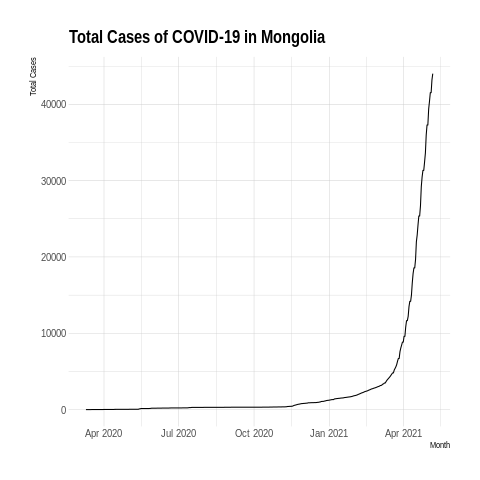 Total Cases of COVID-19 in Mongolia
Total Cases
40000
30000
20000
10000
0
Apr 2020 Jul 2020 Oct 2020 Jan 2021 Apr 2021
Month